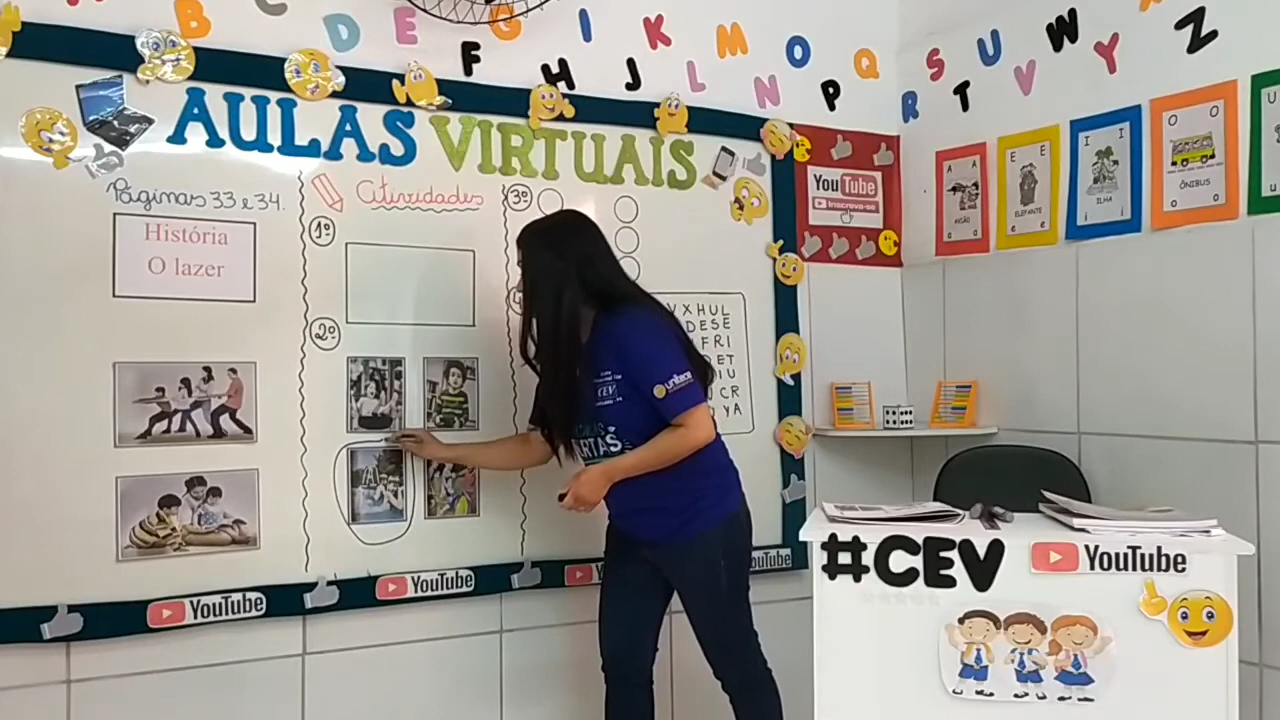 B C D E F G H I J K L M N O P Q R S T U V W X Y Z
AULAS VIRTUAIS
Páginas 33 e 34.
História
O lazer
Atividades
1º
2º
3º
V X H U L
D E S E
F R I
E T
I U
C R
Y A
CEV
unitece
YouTube
Inscreva-se
A A
AVIÃO
a a
E E
ELEFANTE
e e
I I
ILHA
i i
O O
ÔNIBUS
o o
U
u
#CEV
YouTube
YouTube
YouTube
YouTube